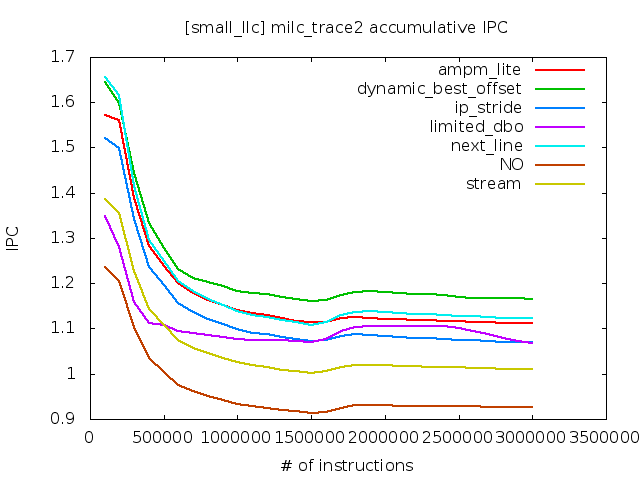 [small_llc] milc_trace2 accumulative IPC
1.7
1.6
1.5
1.4
1.3
1.2
1.1
1
0.9
IPC
ampm_lite
dynamic_best_offset
ip_stride
limited_dbo
next_line
NO
stream
0 500000 1000000 1500000 2000000 2500000 3000000 3500000
# of instructions